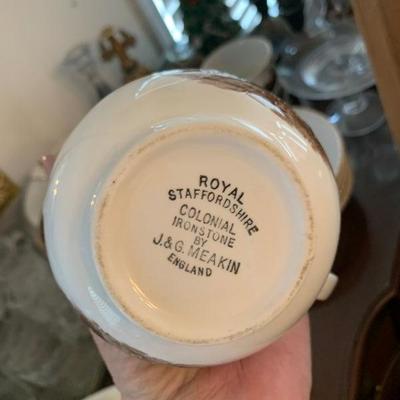 ROYAL
STAFFORDSHIRE
COLONIAL
IRONSTONE
BY
J.&G. MEAKIN
ENGLAND